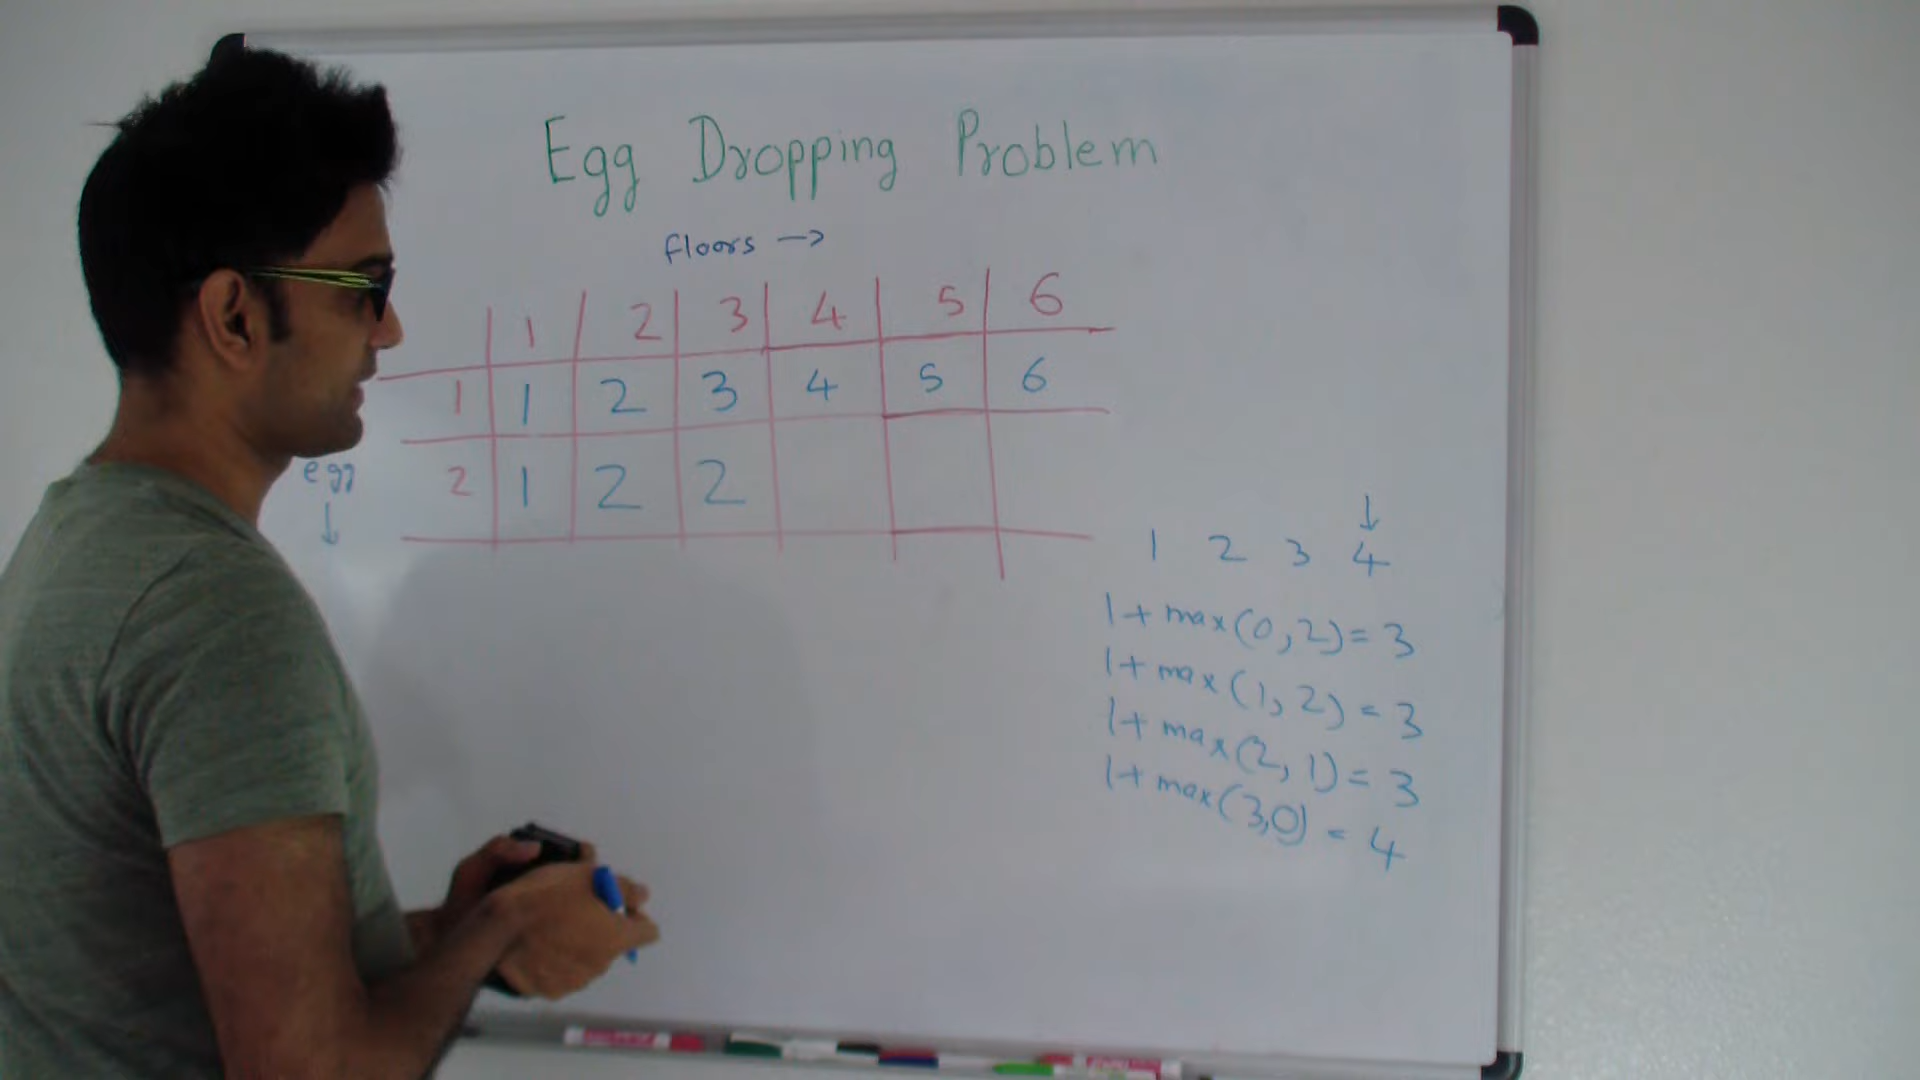 Egg Dropping Problem
floors →
1 2 3 4 5 6
1 1 2 3 4 5 6
egg
↓
2 1 2 2
↓
1 2 3 4
1+ max(0,2)= 3
1+ max(1,2) = 3
1+ max(2,1)= 3
1+ max(3,0) = 4